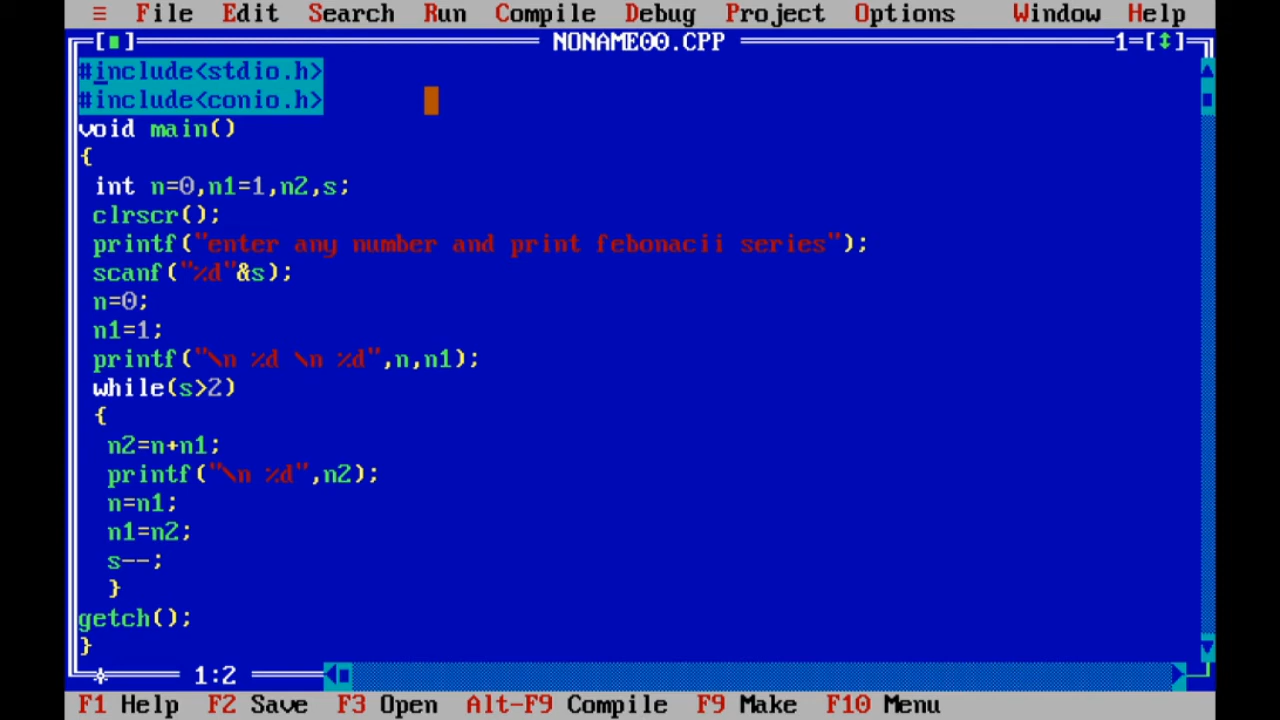 ≡ File Edit Search Run Compile Debug Project Options Window Help
[■] NONAME00.CPP 1=[↕]
#include<stdio.h>
#include<conio.h>
void main()
{
int n=0,n1=1,n2,s;
clrscr();
printf("enter any number and print febonacii series");
scanf("%d"&s);
n=0;
n1=1;
printf("\n %d \n %d",n,n1);
while(s>2)
{
n2=n+n1;
printf("\n %d",n2);
n=n1;
n1=n2;
s--;
}
getch();
}
1:2
F1 Help F2 Save F3 Open Alt-F9 Compile F9 Make F10 Menu